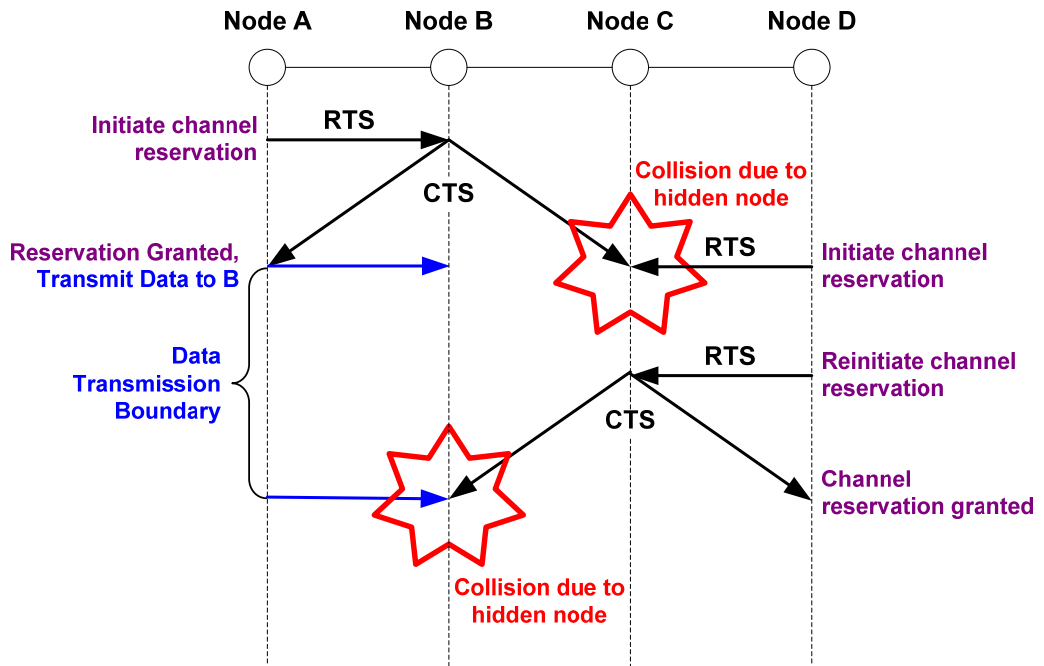 Node A
Node B
Node C
Node D
Initiate channel
reservation
RTS
CTS
Collision due to
hidden node
Reservation Granted,
Transmit Data to B
RTS
Initiate channel
reservation
Data
Transmission
Boundary
RTS
Reinitiate channel
reservation
CTS
Channel
reservation granted
Collision due to
hidden node